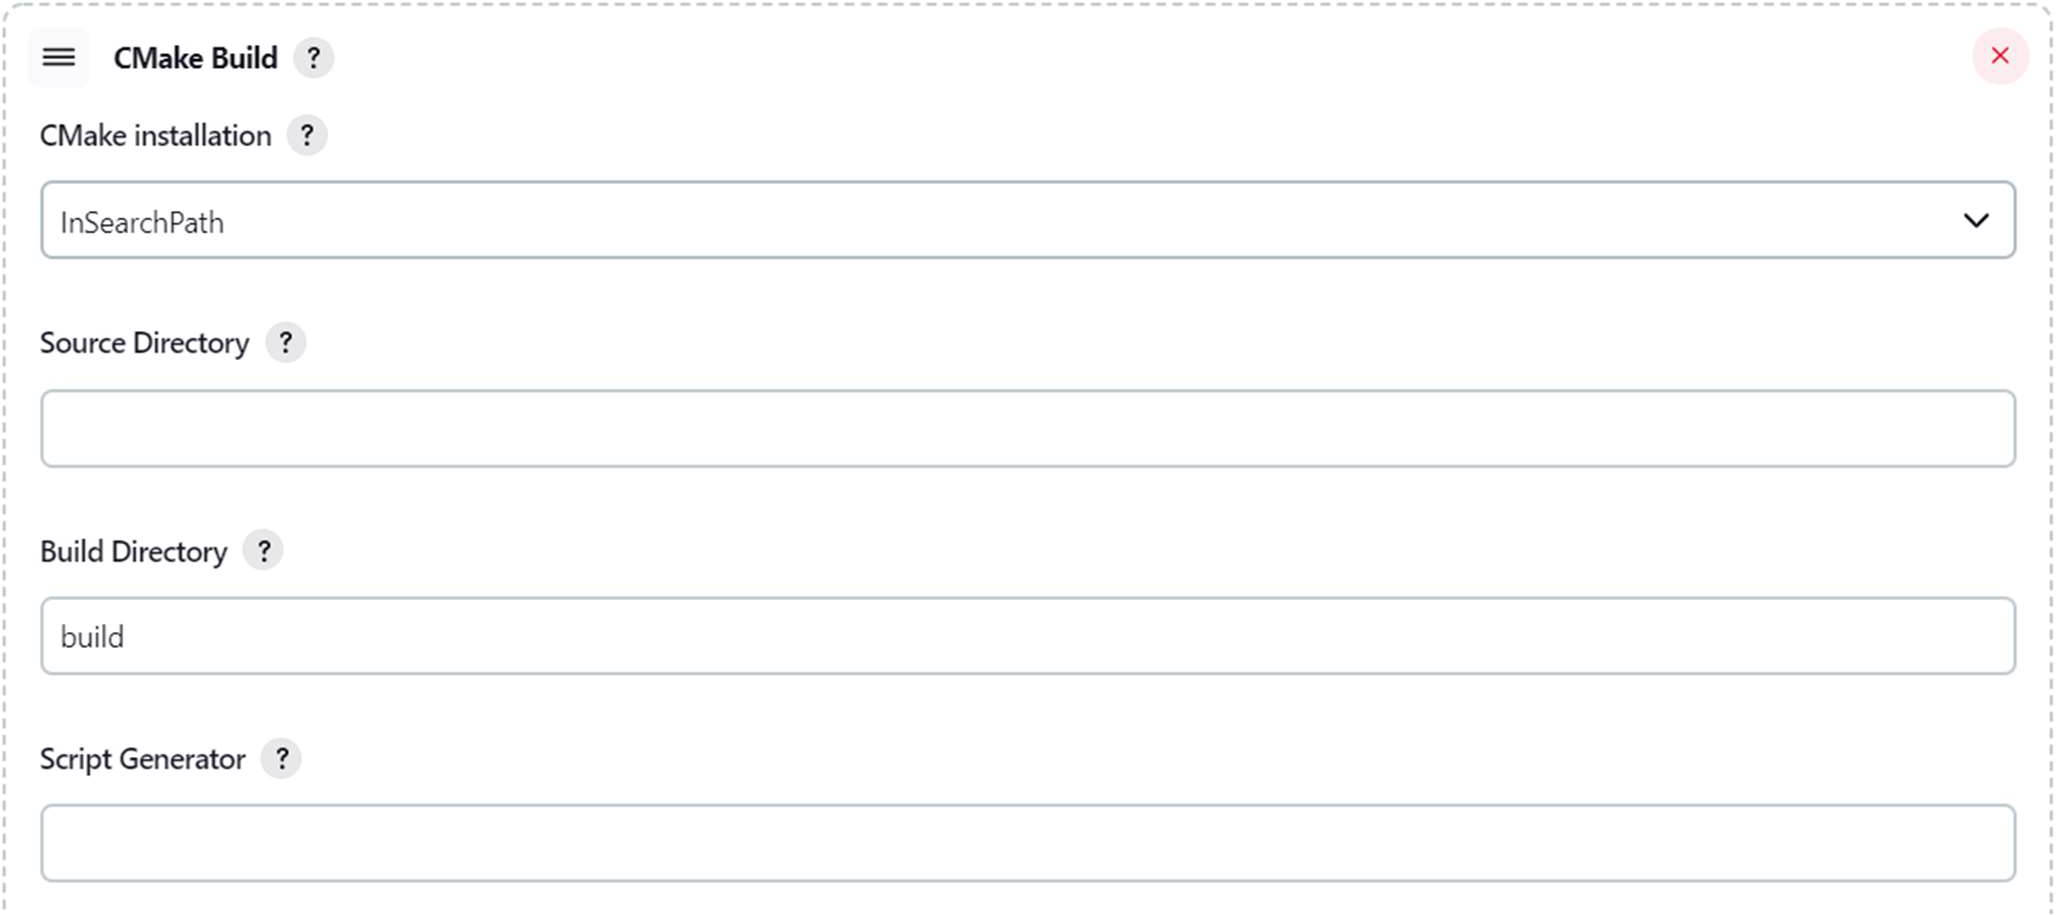 CMake Build ?
CMake installation ?
InSearchPath
Source Directory ?
Build Directory ?
build
Script Generator ?